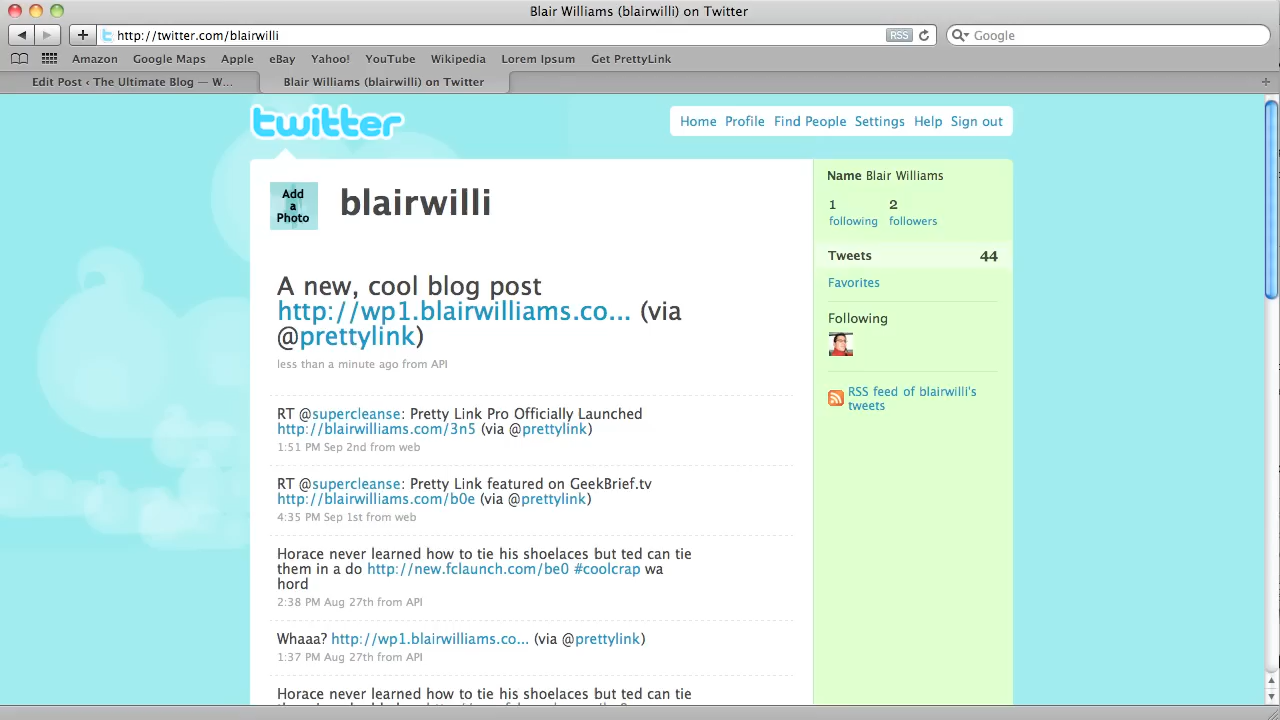 Blair Williams (blairwilli) on Twitter
http://twitter.com/blairwilli
RSS
Google
Amazon Google Maps Apple eBay Yahoo! YouTube Wikipedia Lorem Ipsum Get PrettyLink
Edit Post ‹ The Ultimate Blog — W...
Blair Williams (blairwilli) on Twitter
twitter
Home Profile Find People Settings Help Sign out
Add
a
Photo
blairwilli
A new, cool blog post
http://wp1.blairwilliams.co... (via
@prettylink)
less than a minute ago from API
RT @supercleanse: Pretty Link Pro Officially Launched
http://blairwilliams.com/3n5 (via @prettylink)
1:51 PM Sep 2nd from web
RT @supercleanse: Pretty Link featured on GeekBrief.tv
http://blairwilliams.com/b0e (via @prettylink)
4:35 PM Sep 1st from web
Horace never learned how to tie his shoelaces but ted can tie
them in a do http://new.fclaunch.com/be0 #coolcrap wa
hord
2:38 PM Aug 27th from API
Whaaa? http://wp1.blairwilliams.co... (via @prettylink)
1:37 PM Aug 27th from API
Horace never learned how to tie his shoelaces but ted can tie
Name Blair Williams
1 2
following followers
Tweets 44
Favorites
Following
RSS feed of blairwilli's
tweets